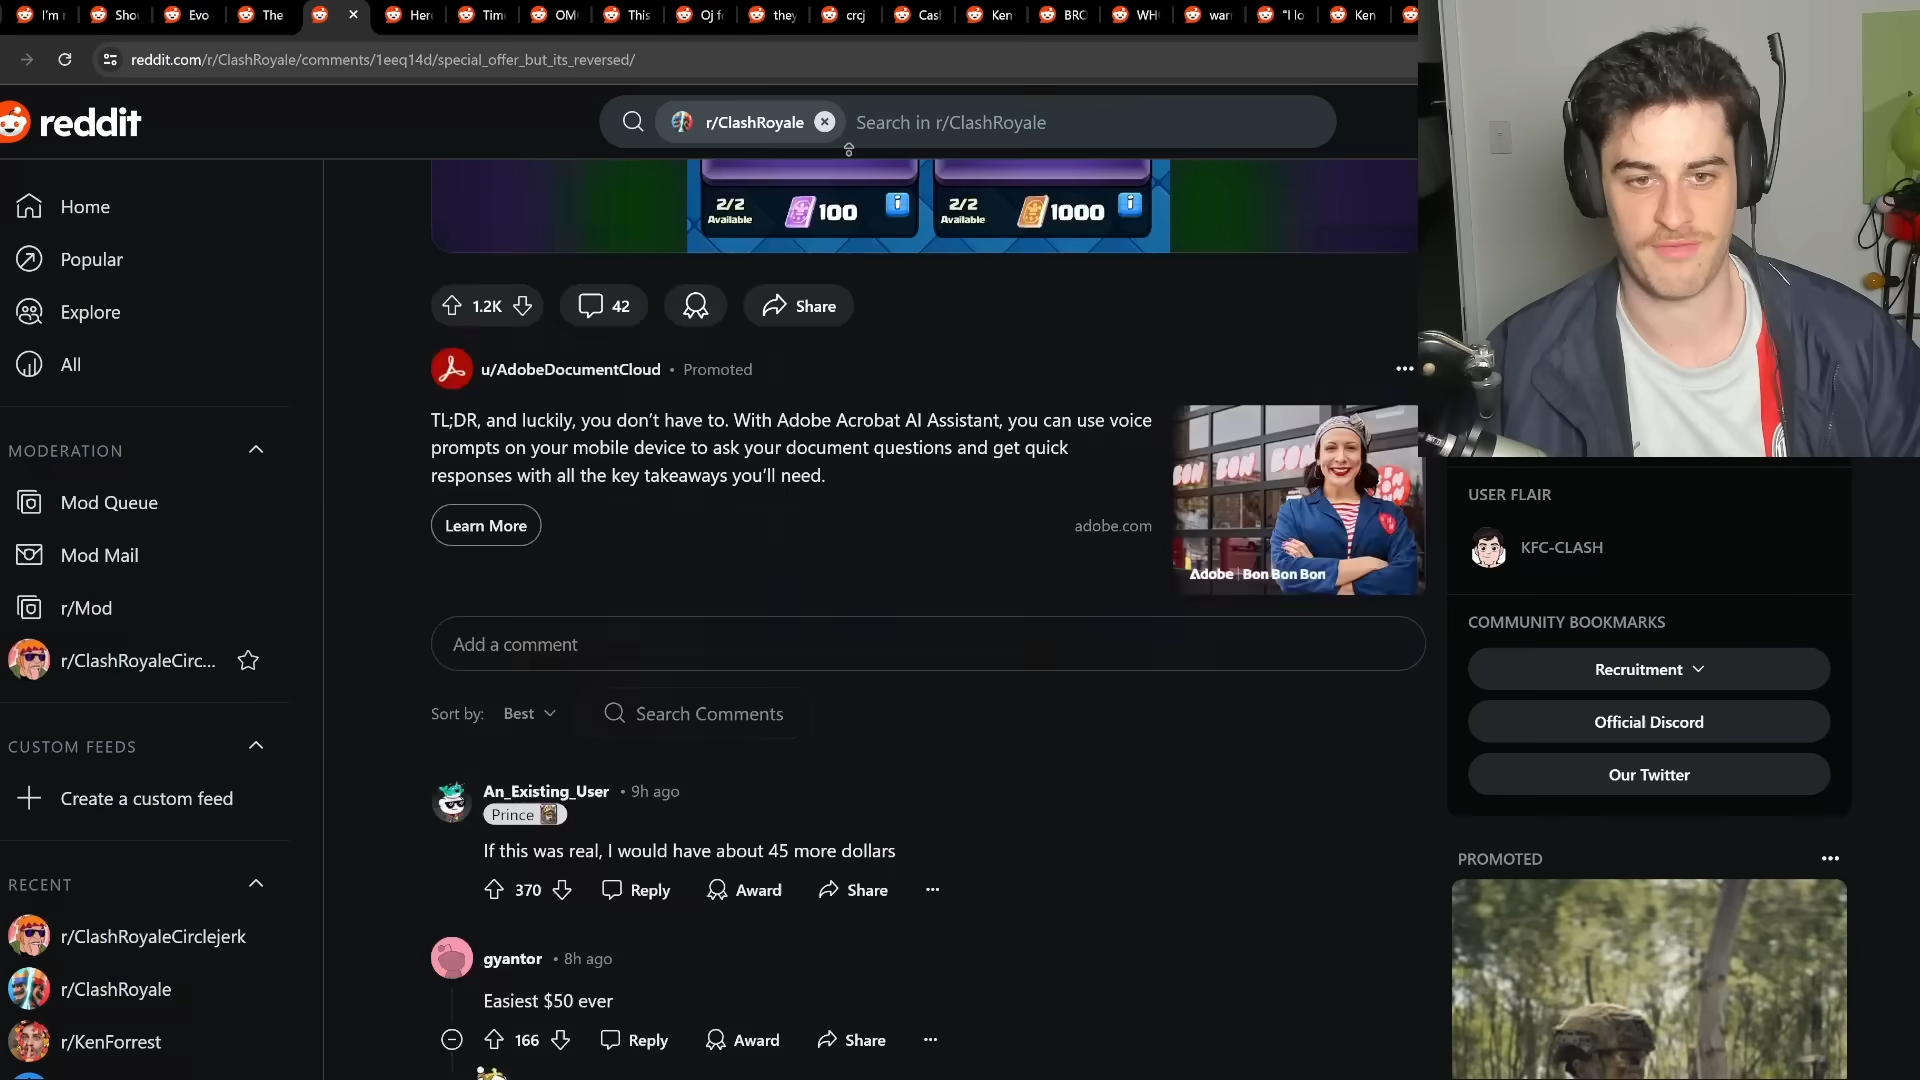 I'm r
Shou
Evo
The
Her
Tim
OM
This
Oj f
they
crcj
Cas
Ken
BRO
WH
war
"I lo
Ken
reddit.com/r/ClashRoyale/comments/1eeq14d/special_offer_but_its_reversed/
reddit
r/ClashRoyale
Search in r/ClashRoyale
Home
Popular
Explore
All
MODERATION
Mod Queue
Mod Mail
r/Mod
r/ClashRoyaleCirc...
CUSTOM FEEDS
Create a custom feed
RECENT
r/ClashRoyaleCirclejerk
r/ClashRoyale
r/KenForrest
2/2
Available
100
2/2
Available
1000
1.2K
42
Share
u/AdobeDocumentCloud • Promoted
TL;DR, and luckily, you don’t have to. With Adobe Acrobat AI Assistant, you can use voice
prompts on your mobile device to ask your document questions and get quick
responses with all the key takeaways you’ll need.
Learn More
adobe.com
BON BON BON
Adobe | Bon Bon Bon
Add a comment
Sort by: Best
Search Comments
An_Existing_User • 9h ago
Prince
If this was real, I would have about 45 more dollars
370 Reply Award Share
gyantor • 8h ago
Easiest $50 ever
166 Reply Award Share
USER FLAIR
KFC-CLASH
COMMUNITY BOOKMARKS
Recruitment
Official Discord
Our Twitter
PROMOTED